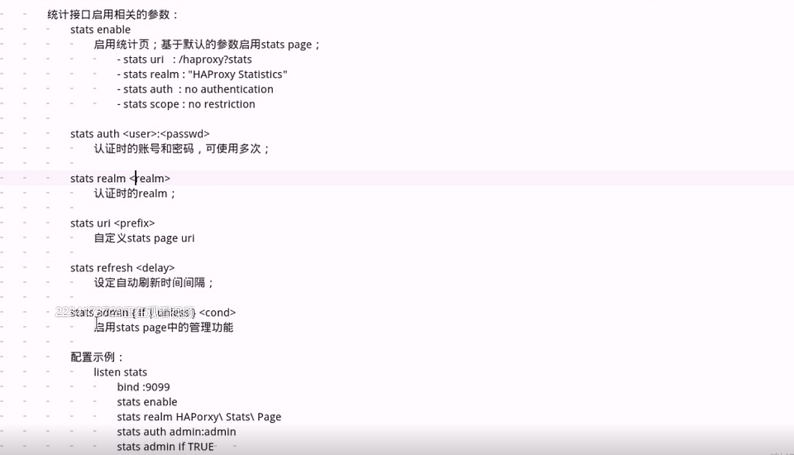 统计接口启用相关的参数：
stats enable
启用统计页；基于默认的参数启用stats page；
- stats uri : /haproxy?stats
- stats realm : "HAProxy Statistics"
- stats auth : no authentication
- stats scope : no restriction
stats auth <user>:<passwd>
认证时的账号和密码，可使用多次；
stats realm <realm>
认证时的realm；
stats uri <prefix>
自定义stats page uri
stats refresh <delay>
设定自动刷新时间间隔；
stats admin { if | unless } <cond>
启用stats page中的管理功能
配置示例：
listen stats
bind :9099
stats enable
stats realm HAPorxy\ Stats\ Page
stats auth admin:admin
stats admin if TRUE